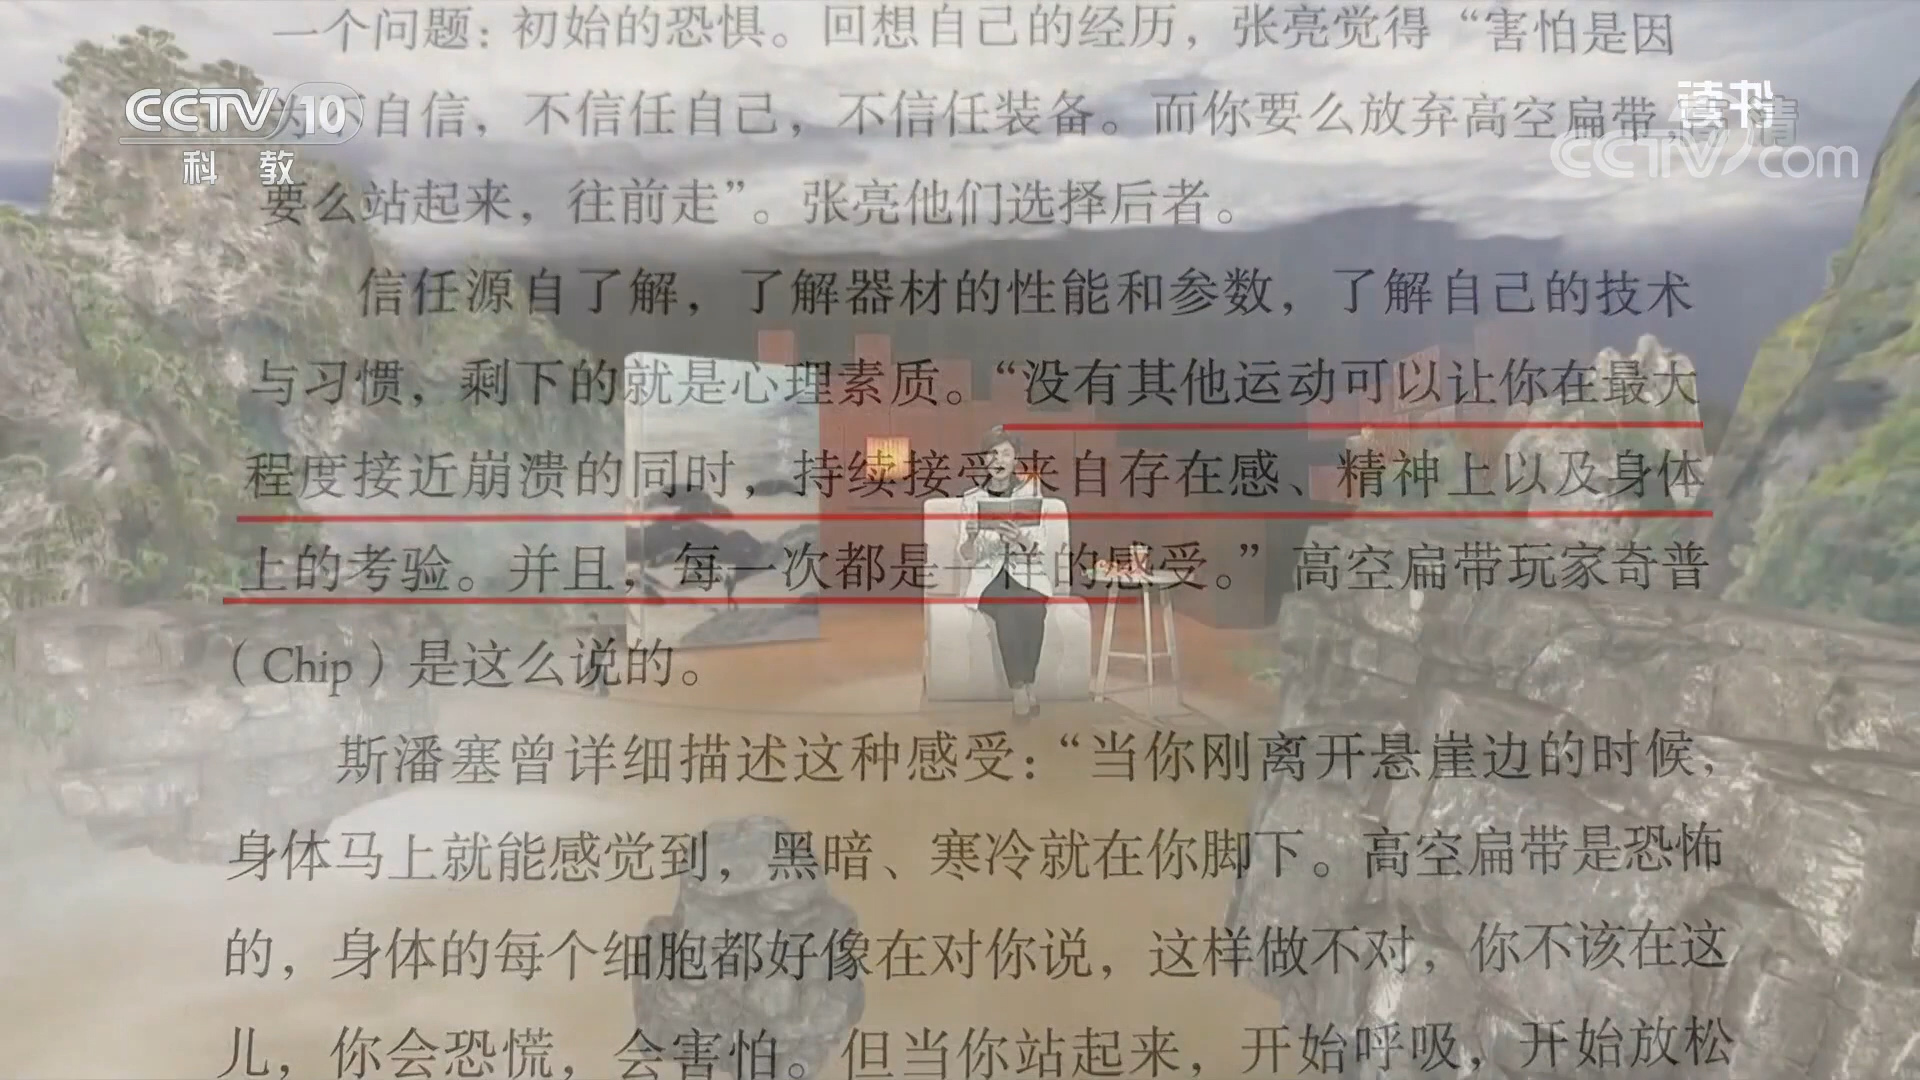 一个问题：初始的恐惧。回想自己的经历，张亮觉得“害怕是因
CCTV 10
读书
为不自信，不信任自己，不信任装备。而你要么放弃高空扁带，
科教
CCTV.com
要么站起来，往前走”。张亮他们选择后者。
信任源自了解，了解器材的性能和参数，了解自己的技术
与习惯，剩下的就是心理素质。“没有其他运动可以让你在最大
程度接近崩溃的同时，持续接受来自存在感、精神上以及身体
上的考验。并且，每一次都是一样的感受。”高空扁带玩家奇普
（Chip）是这么说的。
斯潘塞曾详细描述这种感受：“当你刚离开悬崖边的时候，
身体马上就能感觉到，黑暗、寒冷就在你脚下。高空扁带是恐怖
的，身体的每个细胞都好像在对你说，这样做不对，你不该在这
儿，你会恐慌，会害怕。但当你站起来，开始呼吸，开始放松